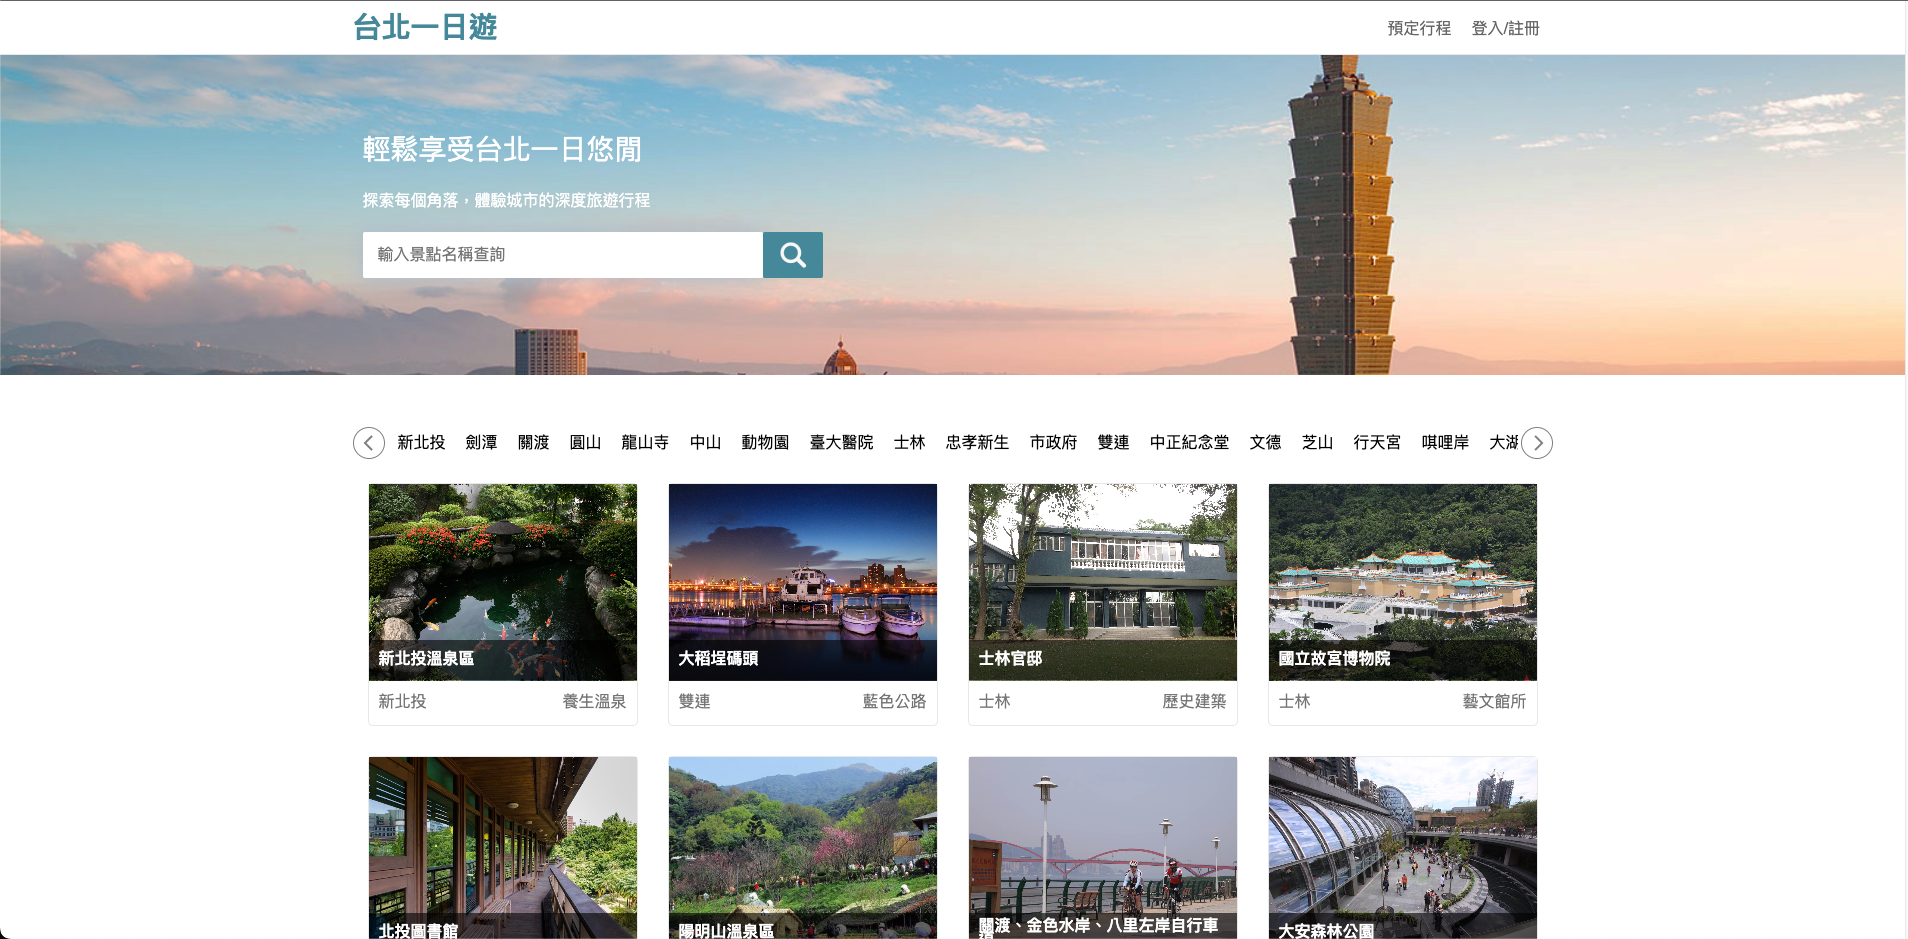 台北一日遊
預定行程 登入/註冊
輕鬆享受台北一日悠閒
探索每個角落，體驗城市的深度旅遊行程
輸入景點名稱查詢
新北投 劍潭 關渡 圓山 龍山寺 中山 動物園 臺大醫院 士林 忠孝新生 市政府 雙連 中正紀念堂 文德 芝山 行天宮 唭哩岸 大湖
新北投溫泉區
大稻埕碼頭
士林官邸
國立故宮博物院
新北投 養生溫泉
雙連 藍色公路
士林 歷史建築
士林 藝文館所
北投圖書館
陽明山溫泉區
關渡、金色水岸、八里左岸自行車
大安森林公園